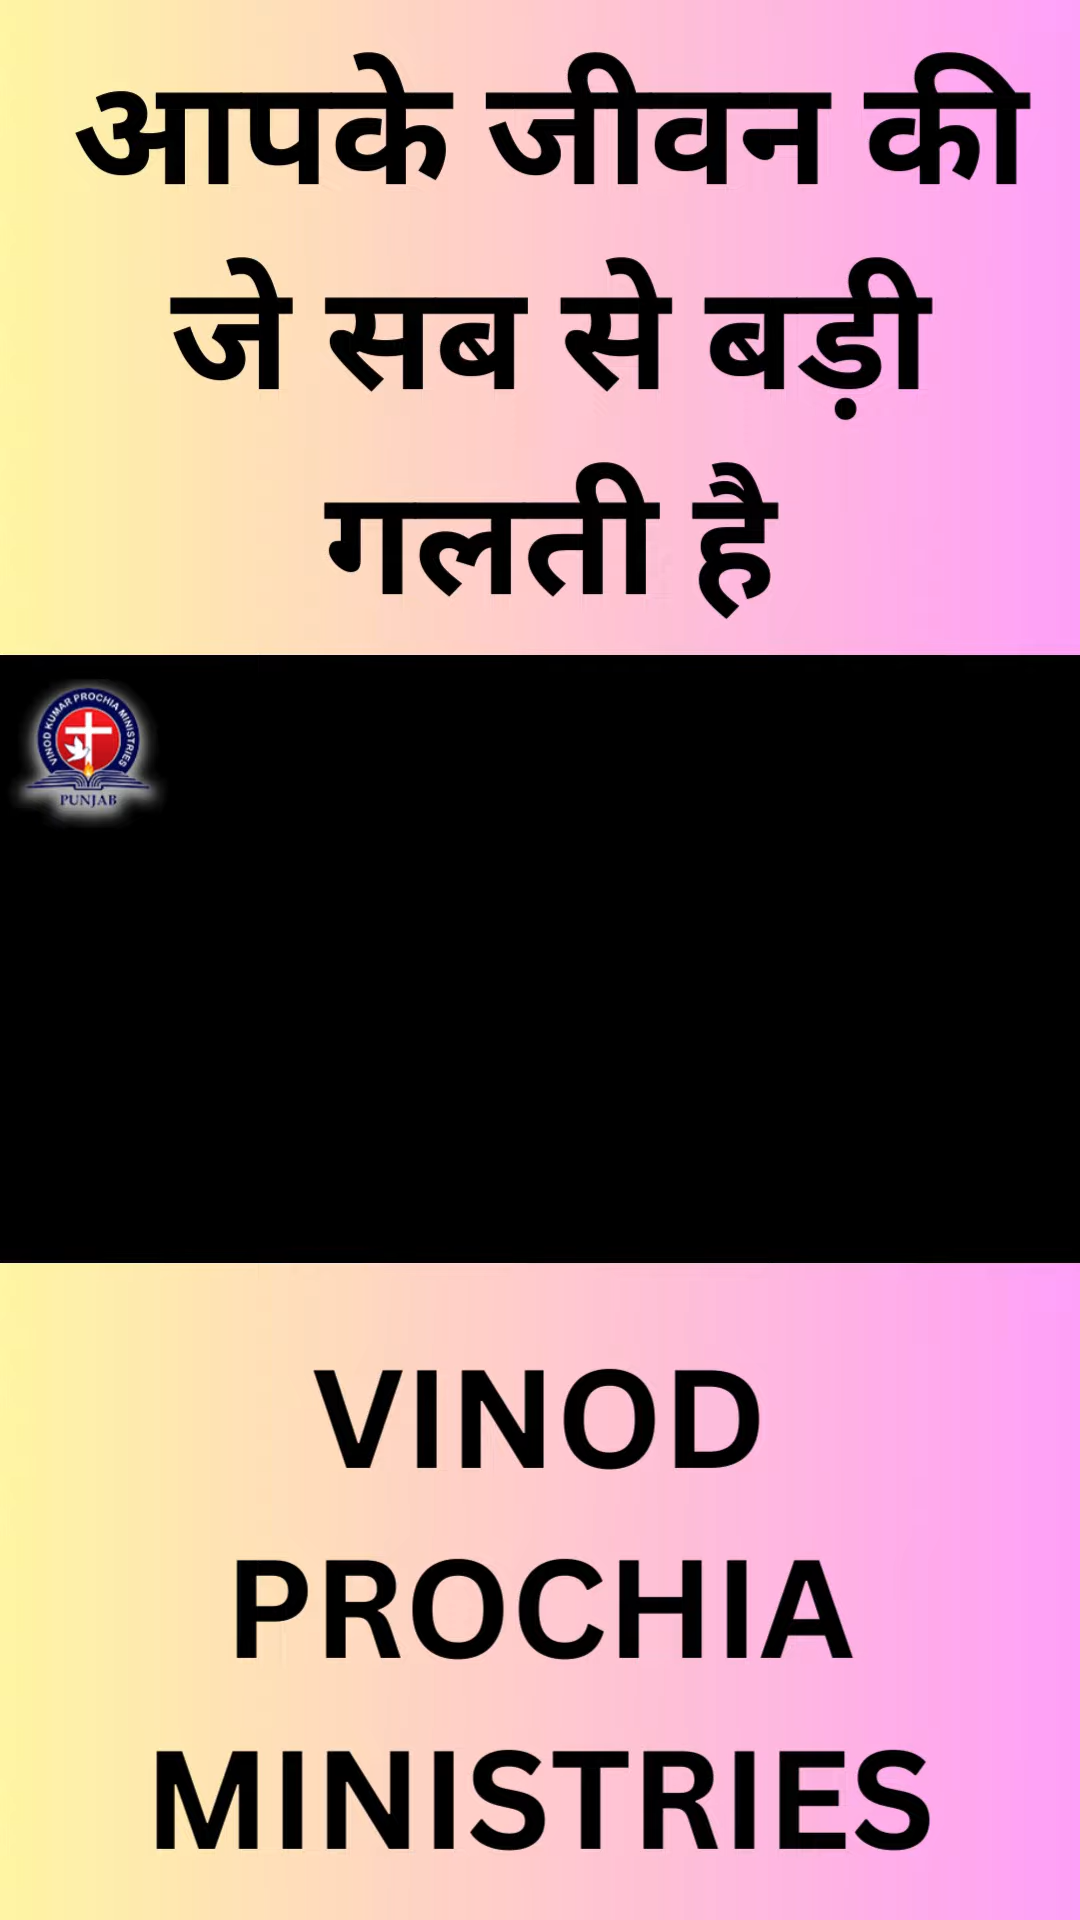 आपके जीवन की
जे सब से बड़ी
गलती है
VINOD KUMAR PROCHIA MINISTRIES
PUNJAB
VINOD
PROCHIA
MINISTRIES